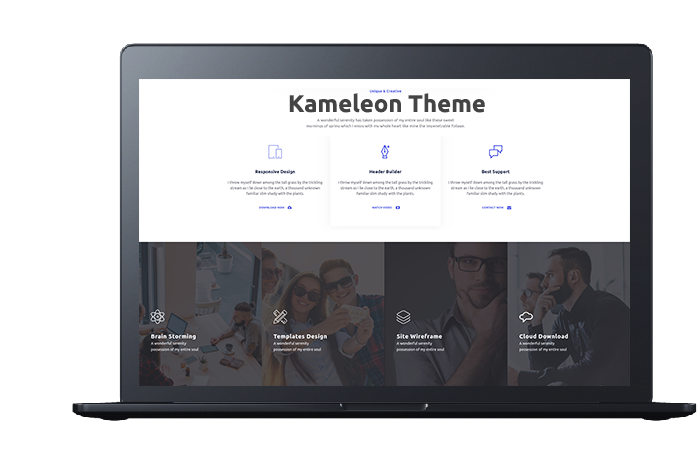 Unique & Creative
Kameleon Theme
A wonderful serenity has taken possession of my entire soul like these sweet
mornings of spring which I enjoy with my whole heart like mine the
Responsive Design
Header Builder
Best Support
I throw myself down among the tall grass by the trickling
stream as I lie close to the earth, a thousand unknown
familiar slim shady with the plants.
I throw myself down among the tall grass by the trickling
stream as I lie close to the earth, a thousand unknown
familiar slim shady with the plants.
I throw myself down among the tall grass by the trickling
stream as I lie close to the earth, a thousand unknown
familiar slim shady with the plants.
DOWNLOAD NOW
WATCH VIDEO
CONTACT NOW
Brain Storming
A wonderful serenity
possession of my entire soul
Templates Design
A wonderful serenity
possession of my entire soul
Site Wireframe
A wonderful serenity
possession of my entire soul
Cloud Download
A wonderful serenity
possession of my entire soul